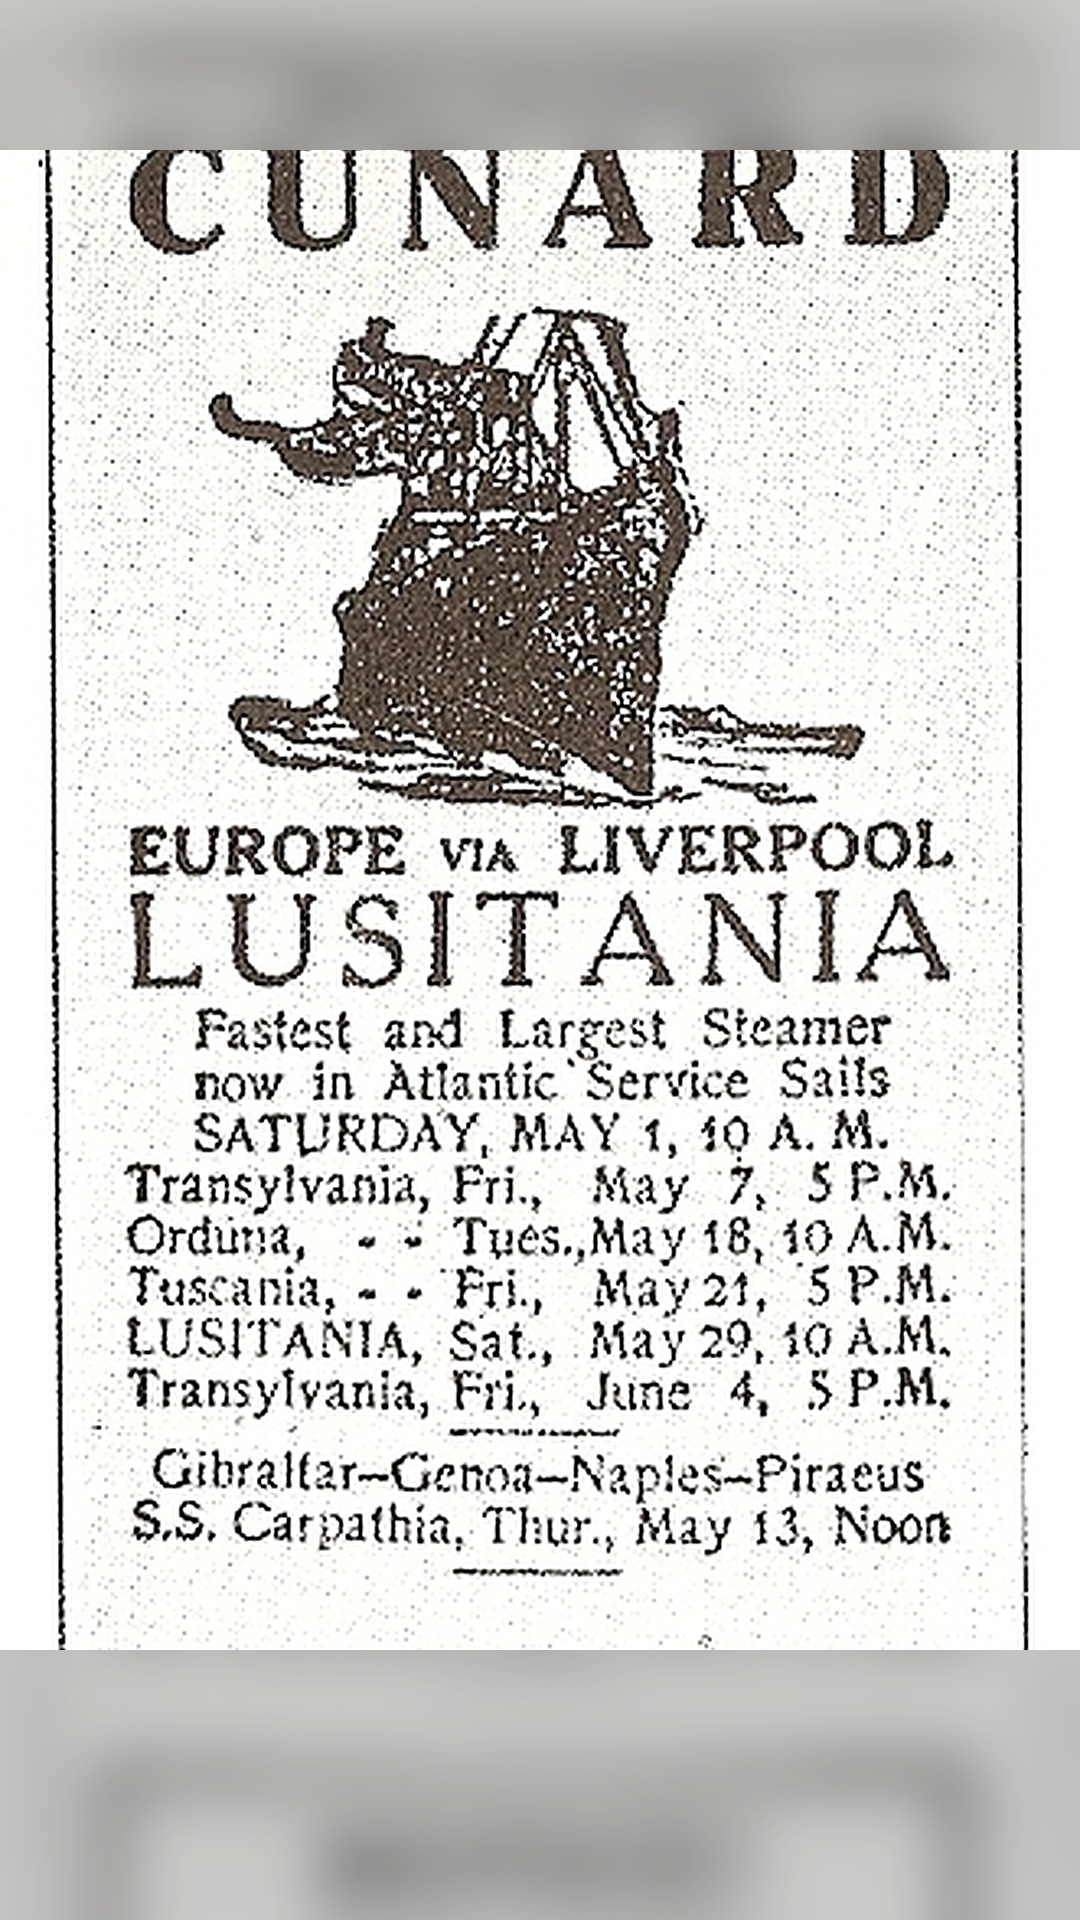 CUNARD
EUROPE VIA LIVERPOOL
LUSITANIA
Fastest and Largest Steamer
now in Atlantic Service Sails
SATURDAY, MAY 1, 10 A. M.
Transylvania, Fri., May 7, 5 P.M.
Orduna, - - Tues., May 18, 10 A.M.
Tuscania, - - Fri., May 21, 5 P.M.
LUSITANIA, Sat., May 29, 10 A.M.
Transylvania, Fri., June 4, 5 P.M.
Gibraltar–Genoa–Naples–Piraeus
S.S. Carpathia, Thur., May 13, Noon